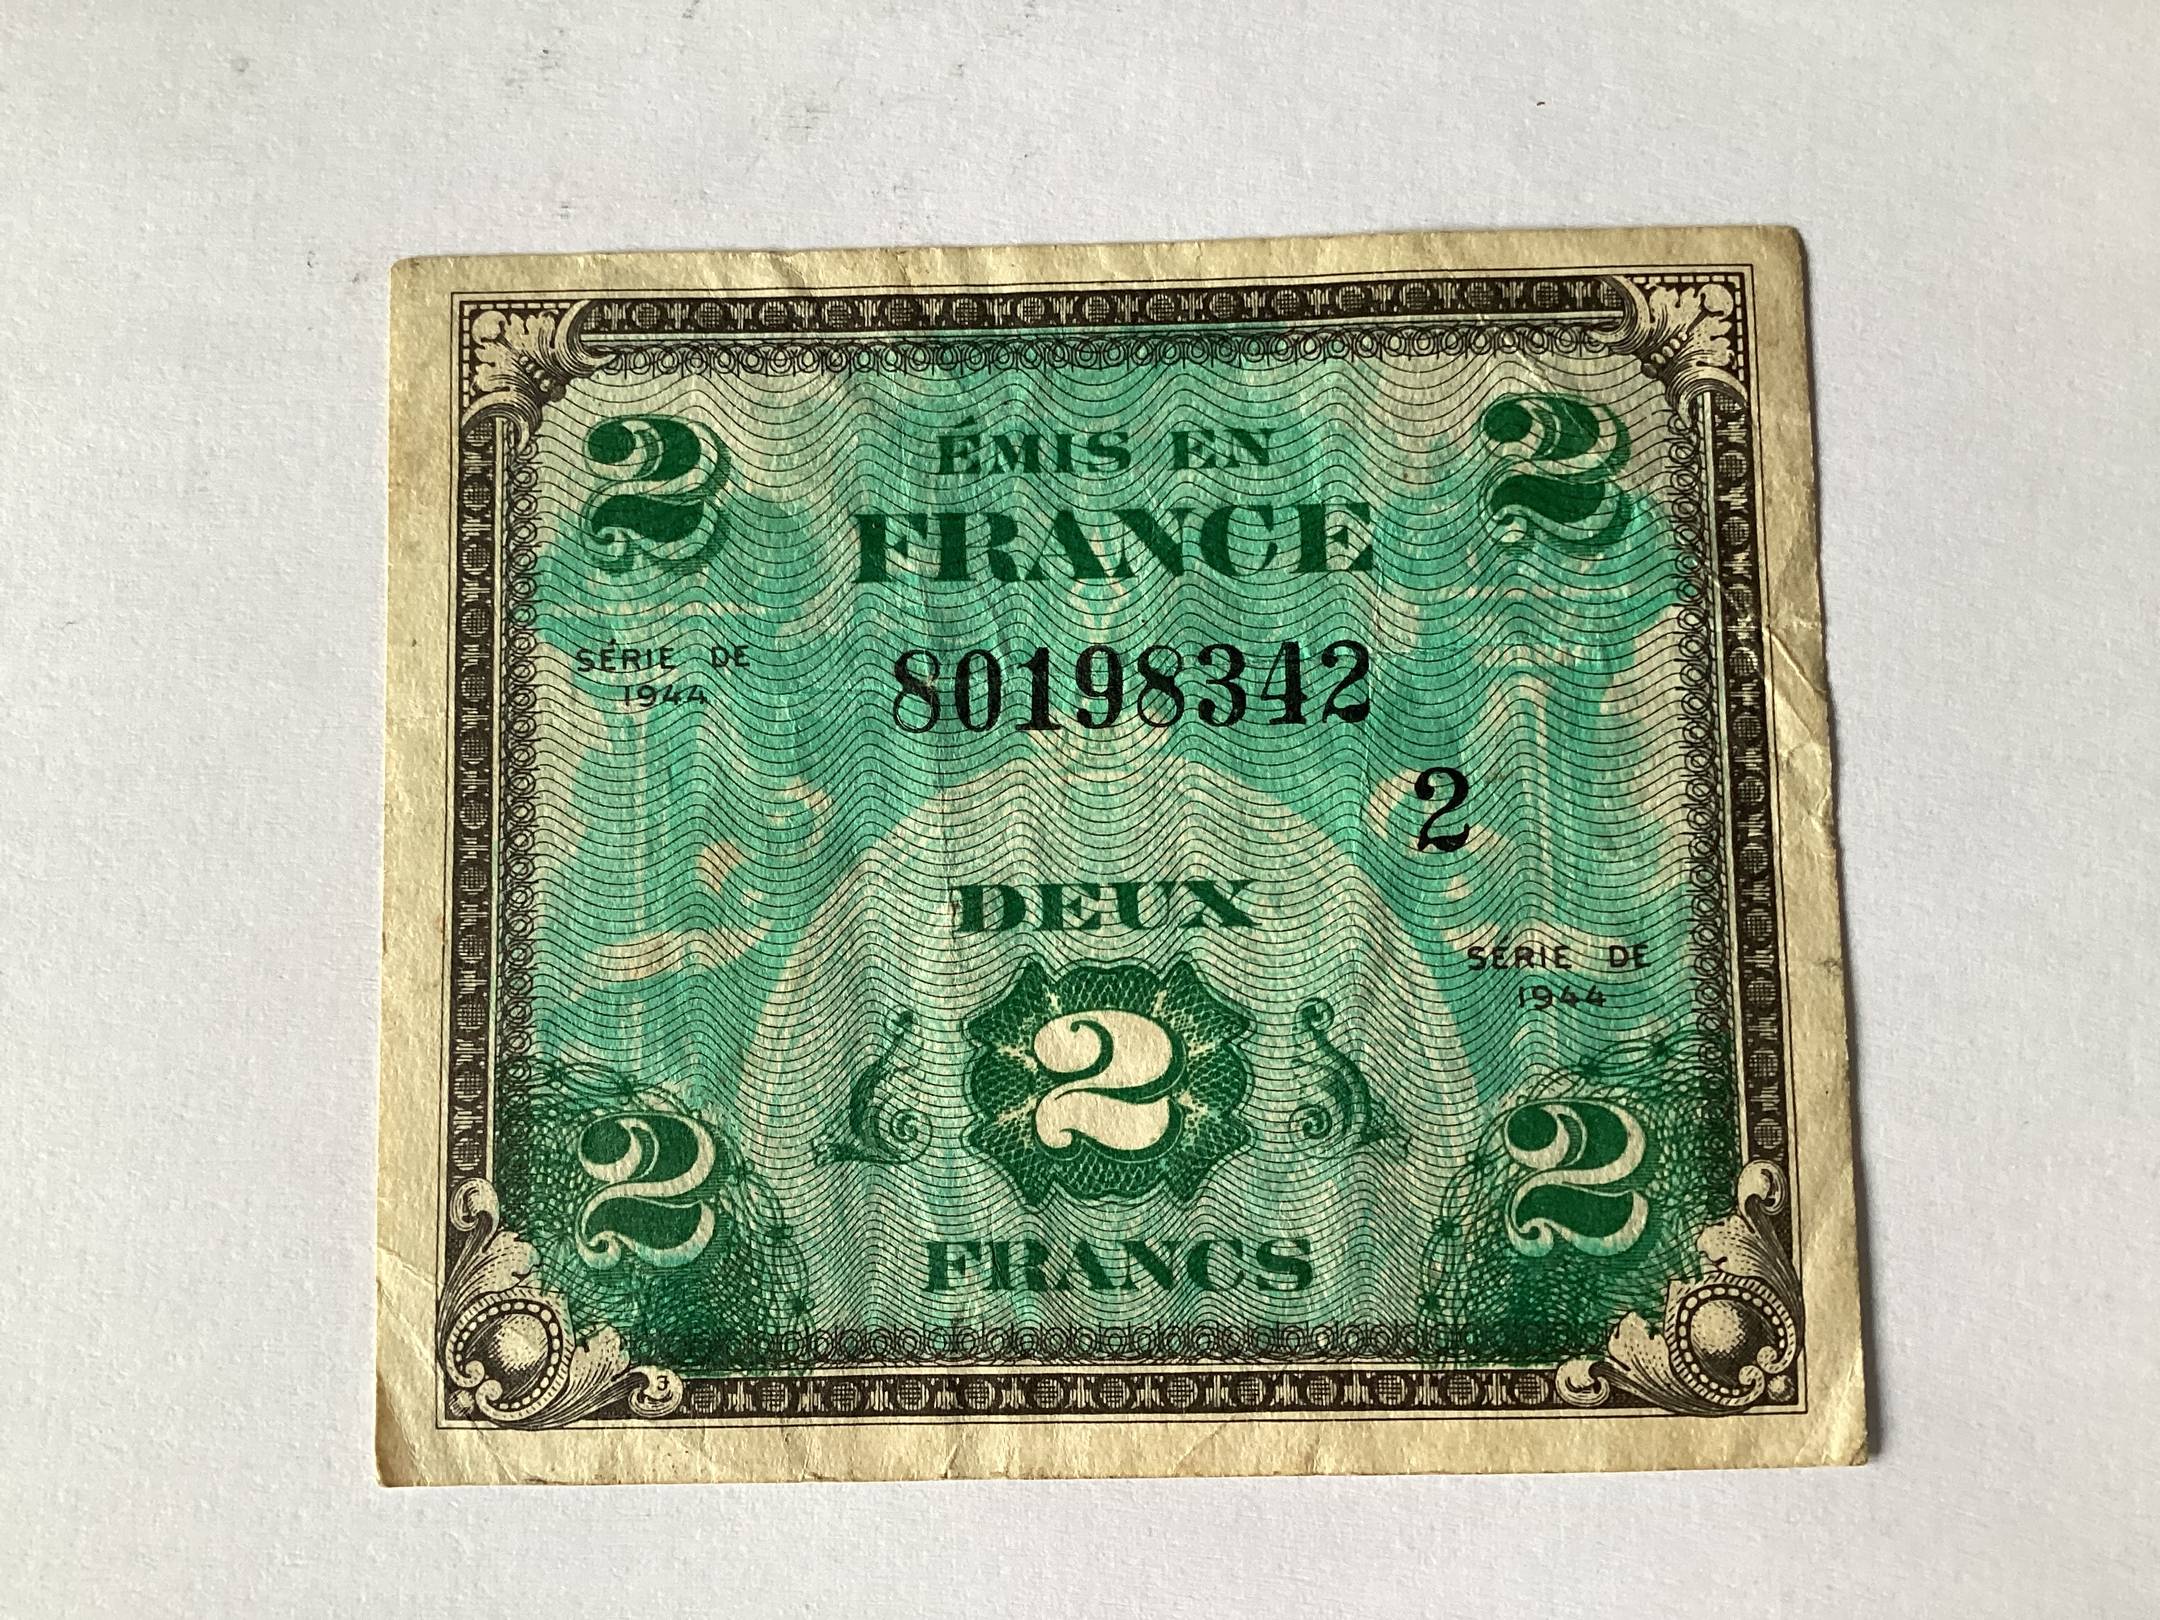 2 ÉMIS EN 2
FRANCE
SÉRIE DE
1944
80198342
2
DEUX
SÉRIE DE
1944
2
2 2
FRANCS
3